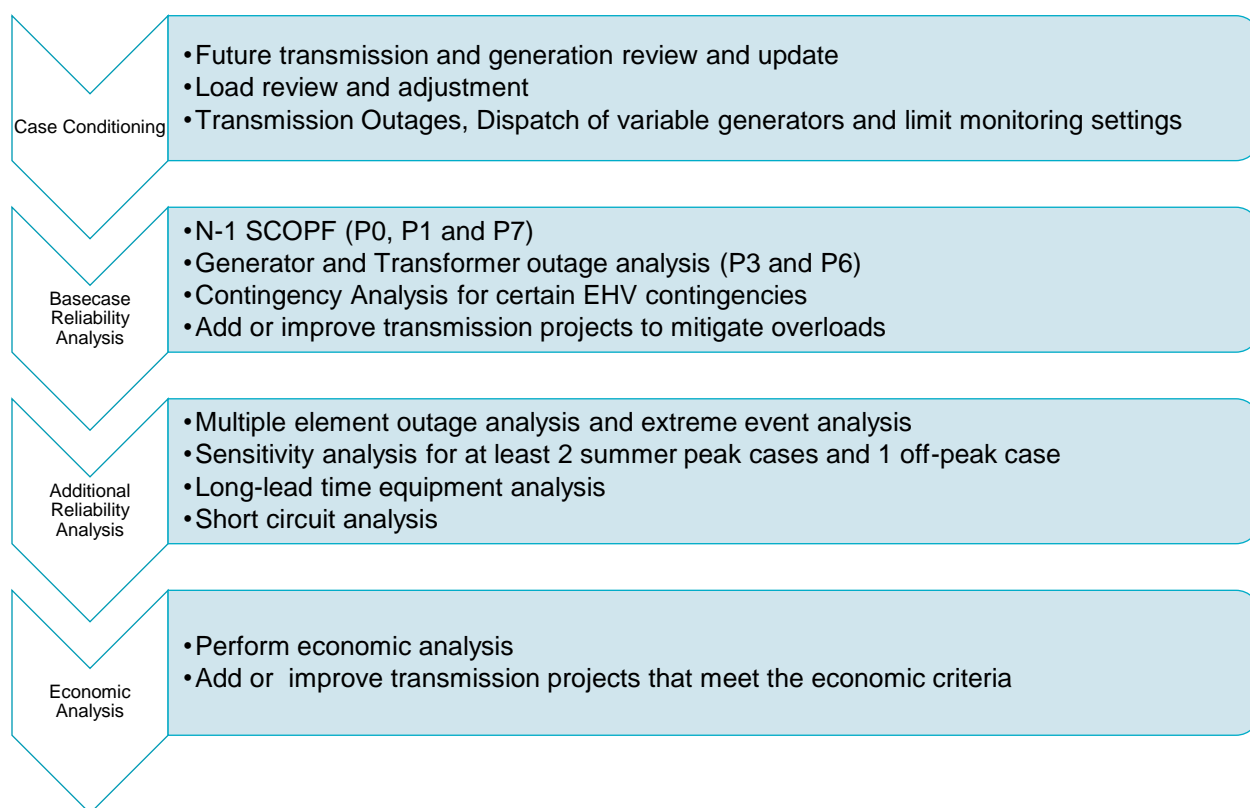 Case Conditioning
•Future transmission and generation review and update
•Load review and adjustment
•Transmission Outages, Dispatch of variable generators and limit monitoring settings
Basecase
Reliability
Analysis
•N-1 SCOPF (P0, P1 and P7)
•Generator and Transformer outage analysis (P3 and P6)
•Contingency Analysis for certain EHV contingencies
•Add or improve transmission projects to mitigate overloads
Additional
Reliability
Analysis
•Multiple element outage analysis and extreme event analysis
•Sensitivity analysis for at least 2 summer peak cases and 1 off-peak case
•Long-lead time equipment analysis
•Short circuit analysis
Economic
Analysis
•Perform economic analysis
•Add or improve transmission projects that meet the economic criteria